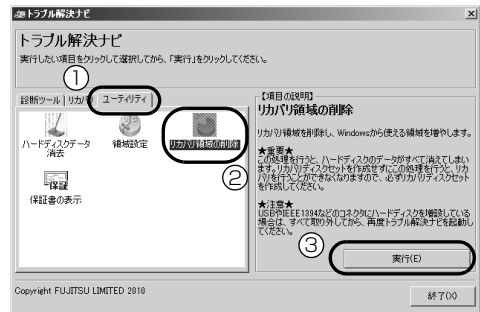 トラブル解決ナビ
トラブル解決ナビ
実行したい項目をクリックして選択してから、「実行」をクリックしてください。
①
診断ツール リカバリ ユーティリティ
ハードディスクデータ
消去
領域設定
リカバリ領域の削除
②
保証
保証書の表示
【項目の説明】
リカバリ領域の削除
リカバリ領域を削除し、Windowsから使える領域を増やします。
★重要★
この処理を行うと、ハードディスクのデータがすべて消えてしまい
ます。リカバリディスクセットを作成せずにこの処理を行うと、リカ
バリを行うことができなくなりますので、必ずリカバリディスクセット
を作成してください。
★注意★
USBやIEEE1394などのコネクタにハードディスクを増設している
場合は、すべて取り外してから、再度トラブル解決ナビを起動し
てください。
③
実行(E)
Copyright FUJITSU LIMITED 2010
終了(X)